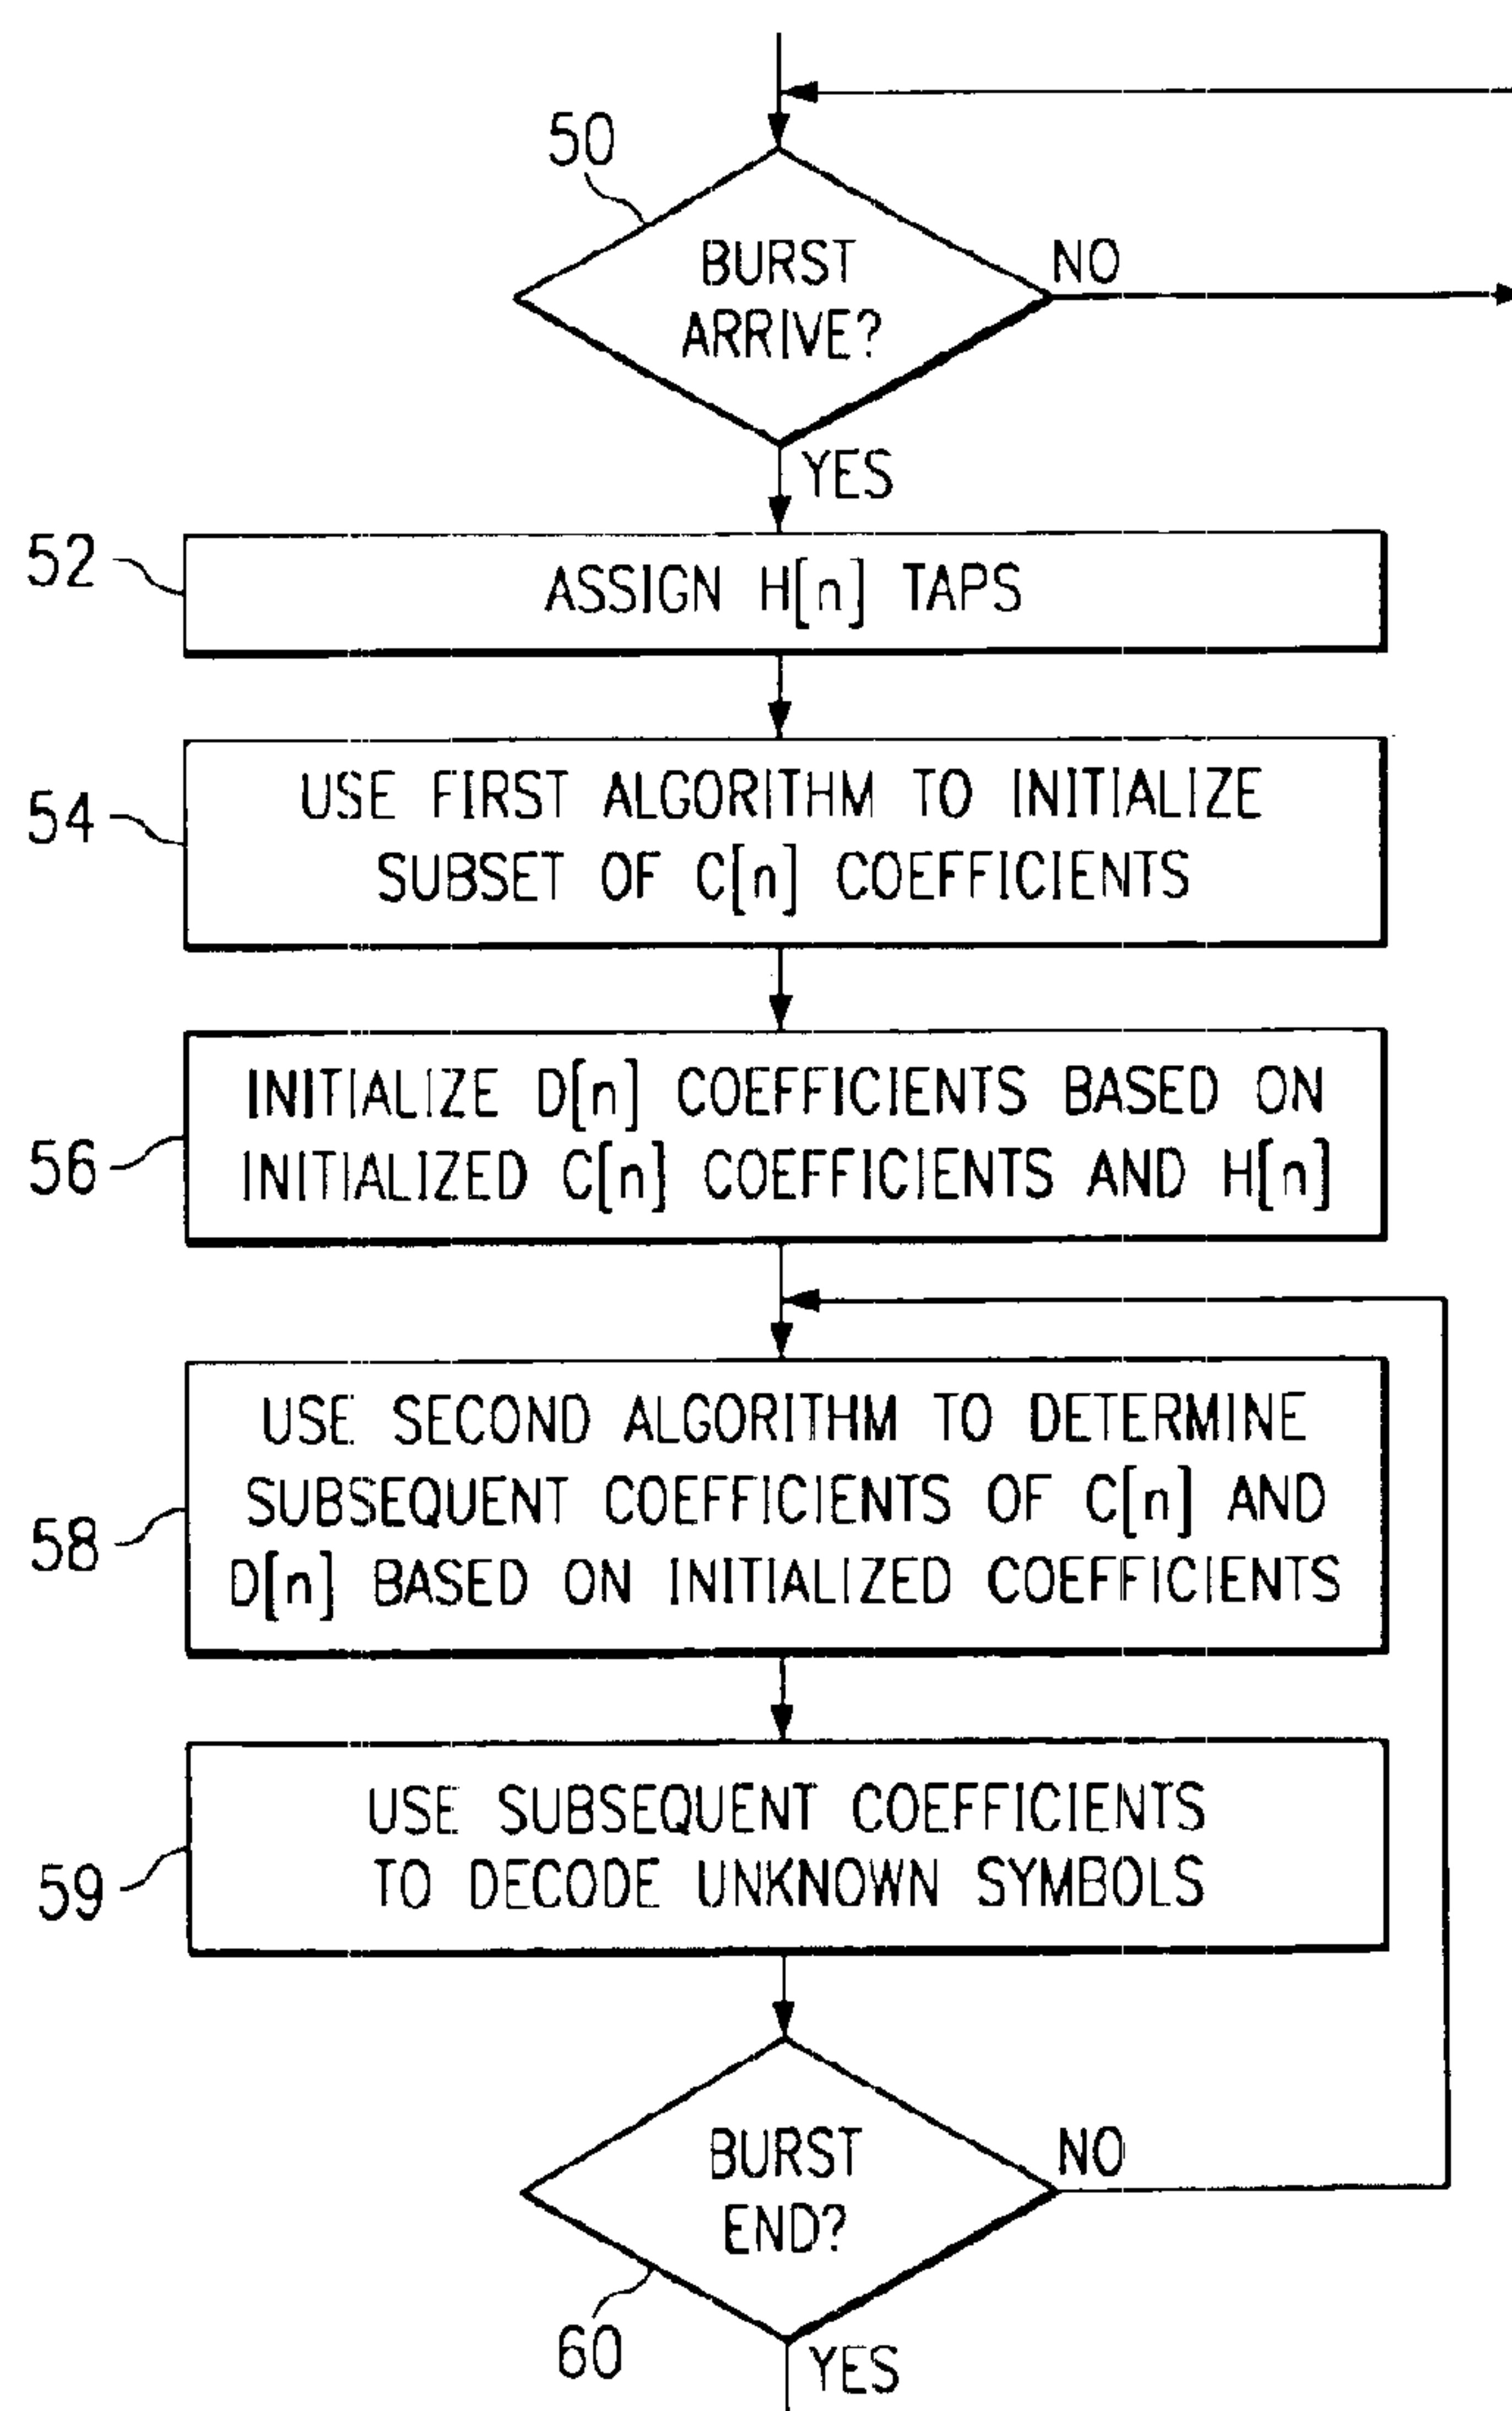 50
BURST
ARRIVE?
NO
YES
52
ASSIGN H[n] TAPS
54
USE FIRST ALGORITHM TO INITIALIZE
SUBSET OF C[n] COEFFICIENTS
56
INITIALIZE D[n] COEFFICIENTS BASED ON
INITIALIZED C[n] COEFFICIENTS AND H[n]
58
USE SECOND ALGORITHM TO DETERMINE
SUBSEQUENT COEFFICIENTS OF C[n] AND
D[n] BASED ON INITIALIZED COEFFICIENTS
59
USE SUBSEQUENT COEFFICIENTS
TO DECODE UNKNOWN SYMBOLS
BURST
END?
NO
60
YES